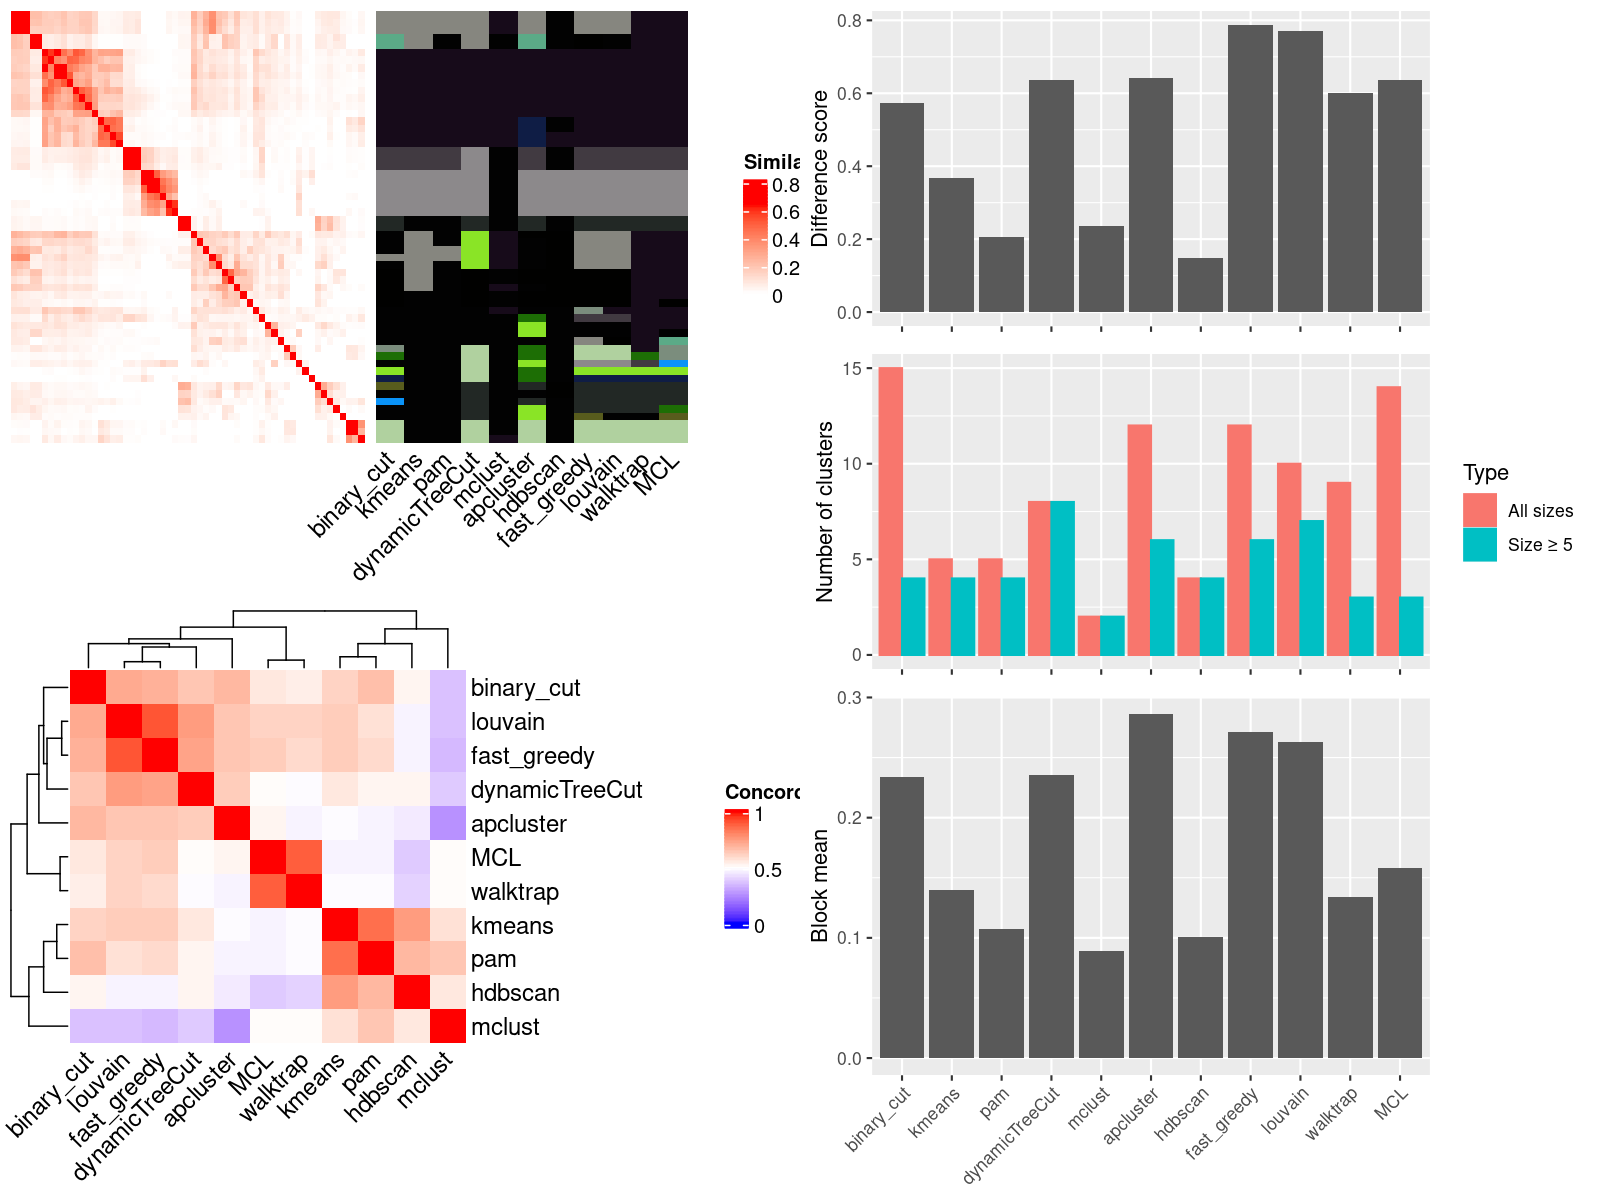 Simila
0.8
0.6
0.4
0.2
0
binary_cut
kmeans
pam
dynamicTreeCut
mclust
apcluster
hdbscan
fast_greedy
louvain
walktrap
MCL
binary_cut
louvain
fast_greedy
dynamicTreeCut
apcluster
MCL
walktrap
kmeans
pam
hdbscan
mclust
Concord
1
0.5
0
binary_cut
louvain
fast_greedy
dynamicTreeCut
apcluster
MCL
walktrap
kmeans
pam
hdbscan
mclust
Difference score
0.8
0.6
0.4
0.2
0.0
Number of clusters
15
10
5
0
Type
All sizes
Size ≥ 5
Block mean
0.3
0.2
0.1
0.0
binary_cut
kmeans
pam
dynamicTreeCut
mclust
apcluster
hdbscan
fast_greedy
louvain
walktrap
MCL